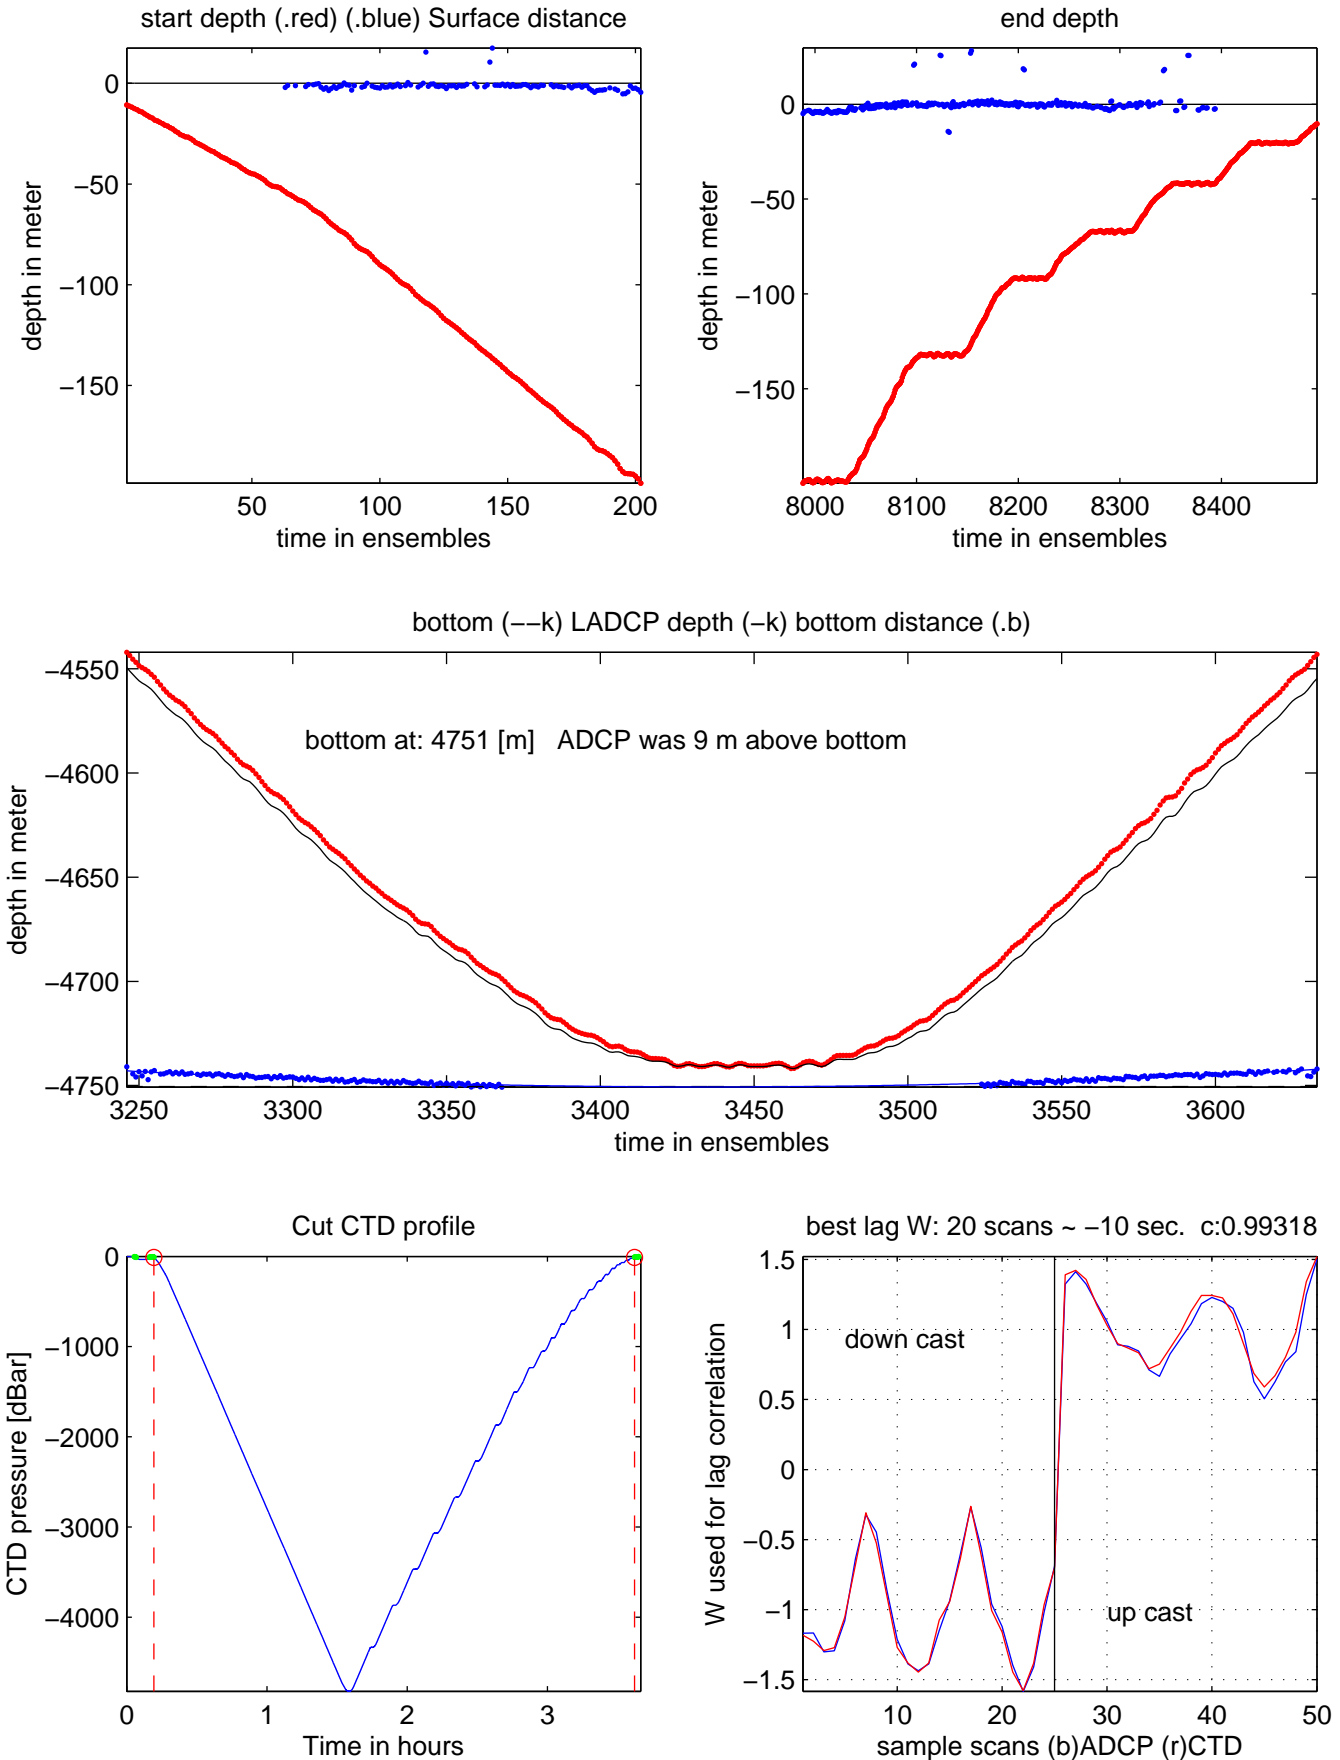 start depth (.red) (.blue) Surface distance
0
−50
−100
−150
depth in meter
50
100
150
200
time in ensembles
end depth
0
−50
−100
−150
depth in meter
8000
8100
8200
8300
8400
time in ensembles
bottom (−−k) LADCP depth (−k) bottom distance (.b)
bottom at: 4751 [m]   ADCP was 9 m above bottom
−4550
−4600
−4650
−4700
−4750
depth in meter
3250
3300
3350
3400
3450
3500
3550
3600
time in ensembles
Cut CTD profile
0
−1000
−2000
−3000
−4000
CTD pressure [dBar]
0
1
2
3
Time in hours
best lag W: 20 scans ~ −10 sec.  c:0.99318
1.5
1
0.5
0
−0.5
−1
−1.5
W used for lag correlation
down cast
up cast
10
20
30
40
50
sample scans (b)ADCP (r)CTD